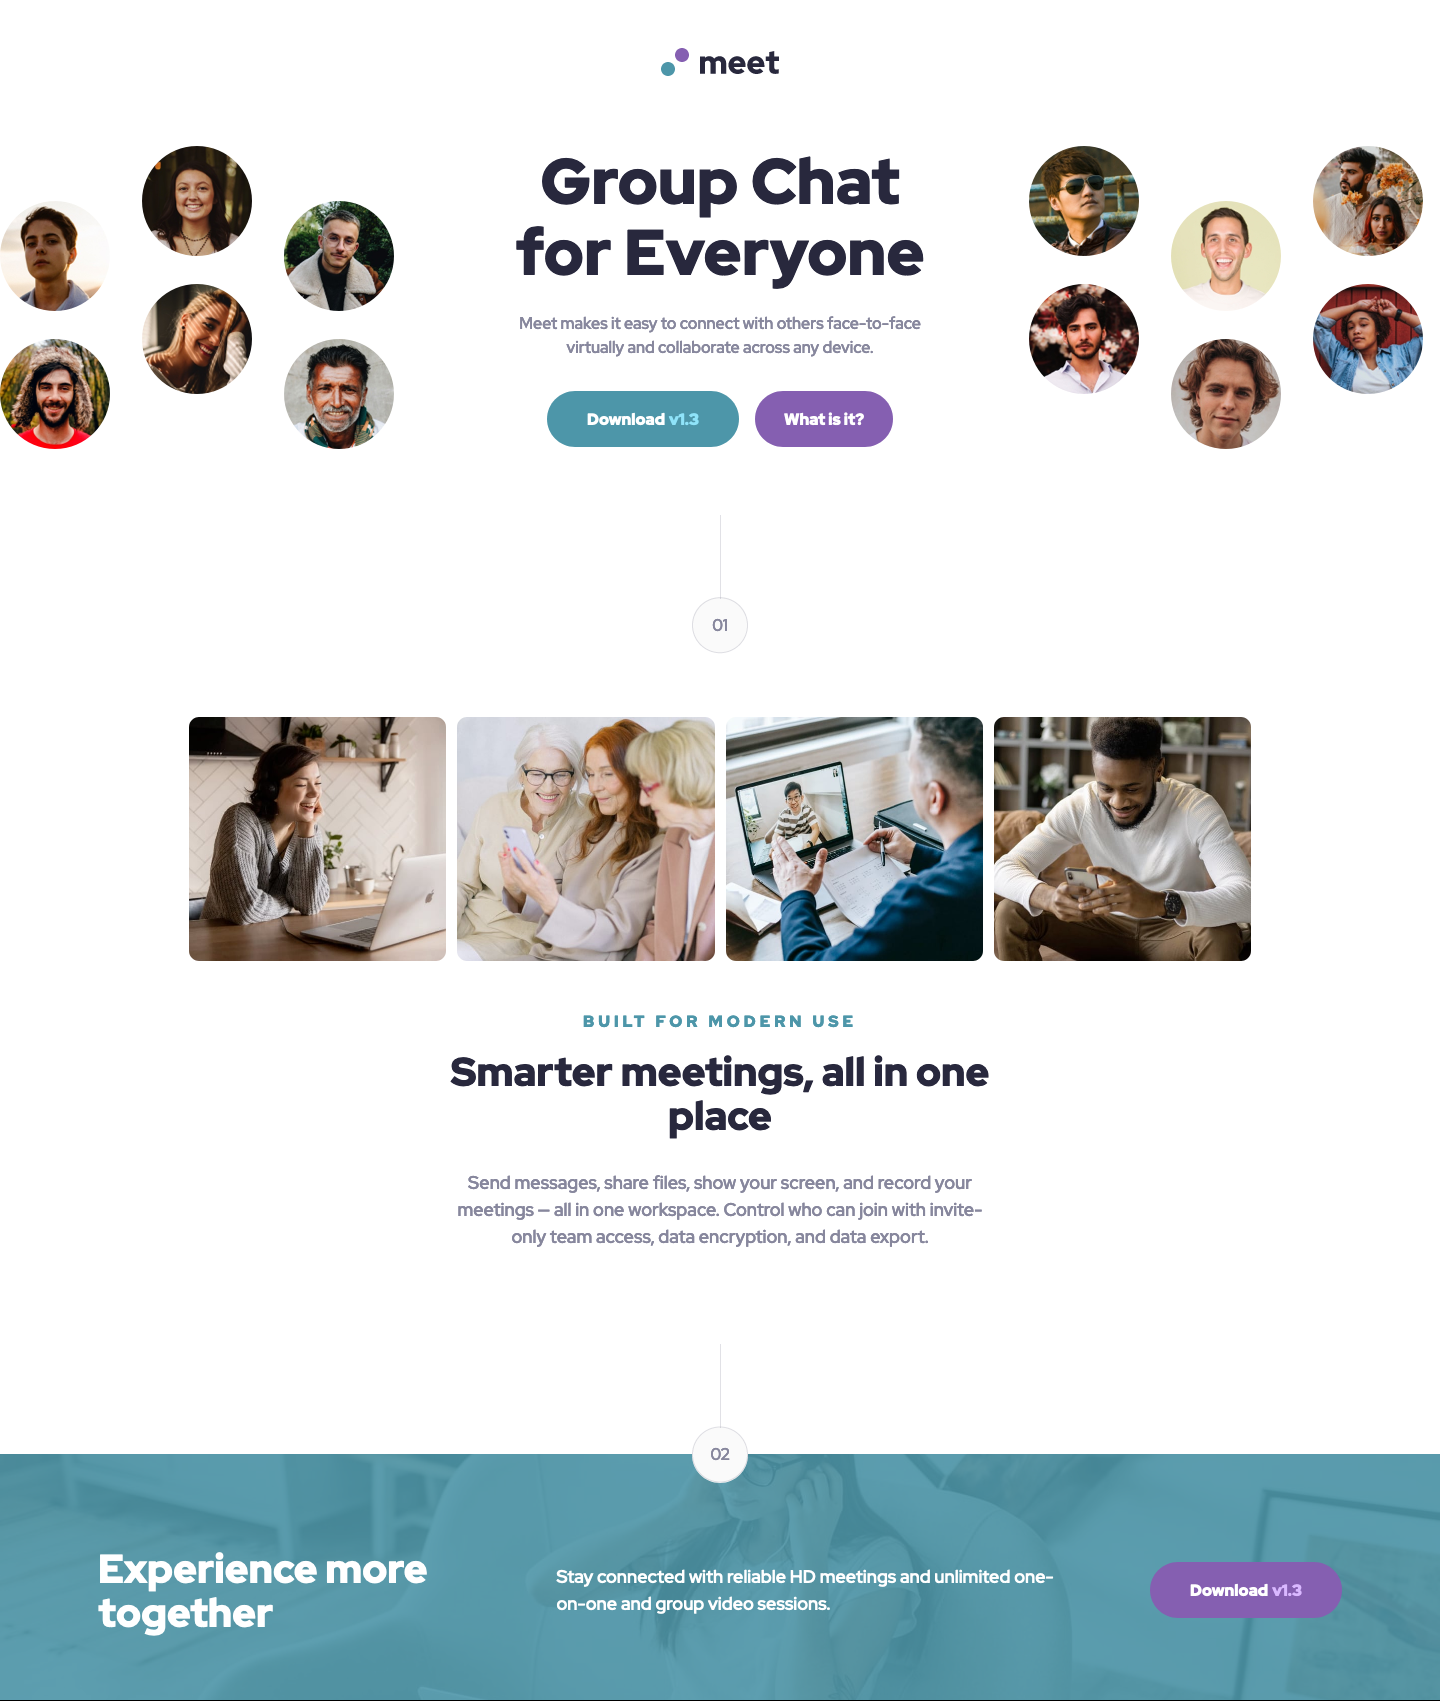 meet
Group Chat
for Everyone
Meet makes it easy to connect with others face-to-face
virtually and collaborate across any device.
Download v1.3
What is it?
01
BUILT FOR MODERN USE
Smarter meetings, all in one
place
Send messages, share files, show your screen, and record your
meetings — all in one workspace. Control who can join with invite-
only team access, data encryption, and data export.
02
Experience more
together
Stay connected with reliable HD meetings and unlimited one-
on-one and group video sessions.
Download v1.3